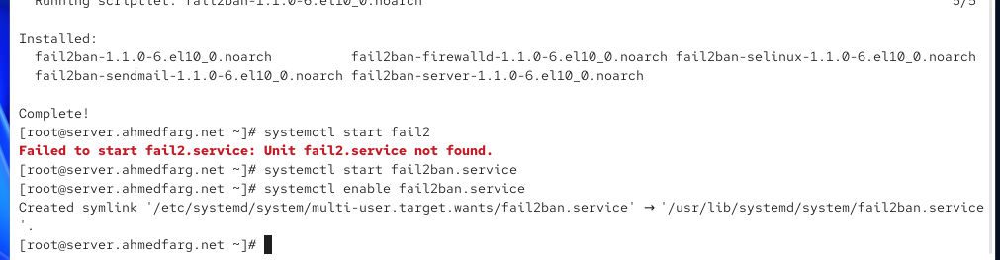 Running scriptlet: fail2ban-1.1.0-6.el10_0.noarch 5/5
Installed:
fail2ban-1.1.0-6.el10_0.noarch fail2ban-firewalld-1.1.0-6.el10_0.noarch fail2ban-selinux-1.1.0-6.el10_0.noarch
fail2ban-sendmail-1.1.0-6.el10_0.noarch fail2ban-server-1.1.0-6.el10_0.noarch
Complete!
[root@server.ahmedfarg.net ~]# systemctl start fail2
Failed to start fail2.service: Unit fail2.service not found.
[root@server.ahmedfarg.net ~]# systemctl start fail2ban.service
[root@server.ahmedfarg.net ~]# systemctl enable fail2ban.service
Created symlink '/etc/systemd/system/multi-user.target.wants/fail2ban.service' → '/usr/lib/systemd/system/fail2ban.service
'.
[root@server.ahmedfarg.net ~]#